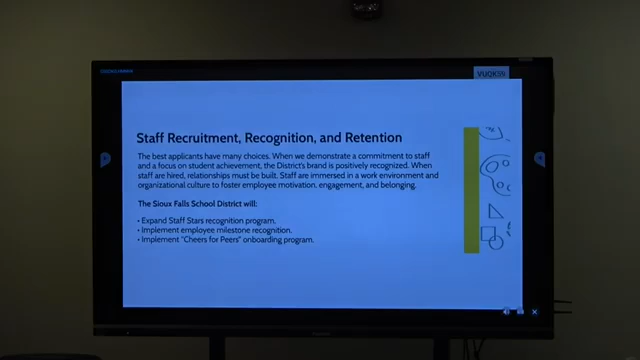 VUQK59
Staff Recruitment, Recognition, and Retention
The best applicants have many choices. When we demonstrate a commitment to staff
and a focus on student achievement, the District's brand is positively recognized. When
staff are hired, relationships must be built. Staff are immersed in a work environment and
organizational culture to foster employee motivation, engagement, and belonging.
The Sioux Falls School District will:
• Expand Staff Stars recognition program.
• Implement employee milestone recognition.
• Implement "Cheers for Peers" onboarding program.